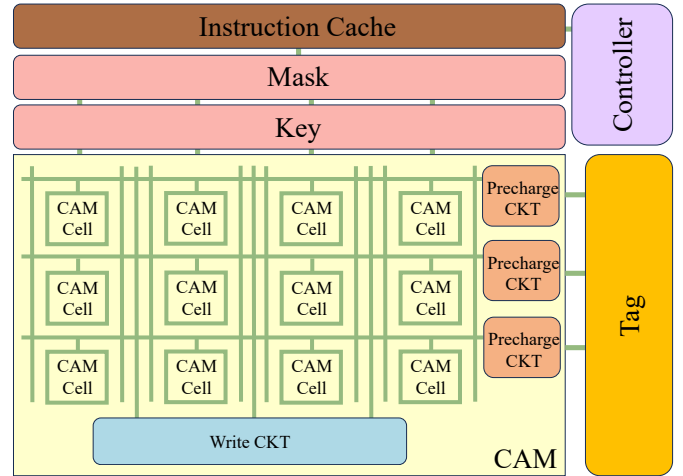 Instruction Cache
Mask
Key
Controller
CAM
Cell
CAM
Cell
CAM
Cell
CAM
Cell
Precharge
CKT
CAM
Cell
CAM
Cell
CAM
Cell
CAM
Cell
Precharge
CKT
CAM
Cell
CAM
Cell
CAM
Cell
CAM
Cell
Precharge
CKT
Tag
Write CKT
CAM